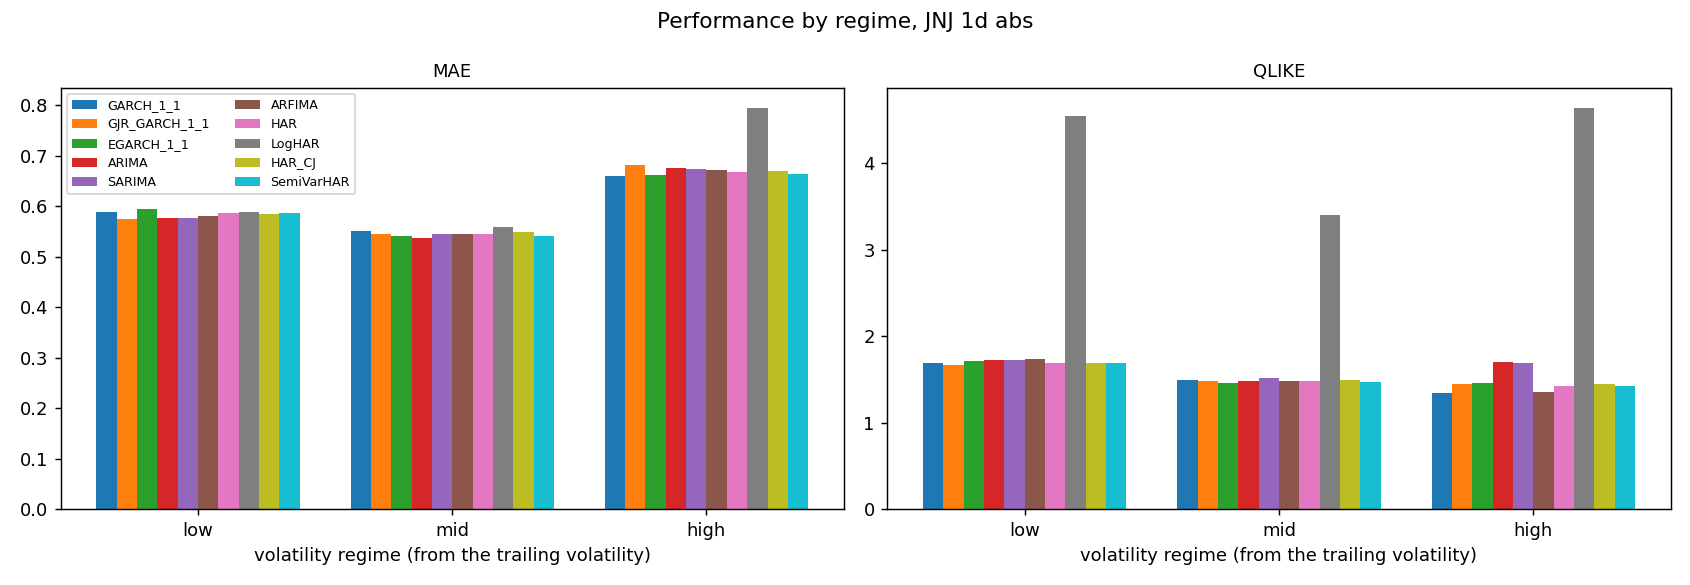 Performance by regime, JNJ 1d abs
MAE
0.8
0.7
0.6
0.5
0.4
0.3
0.2
0.1
0.0
GARCH_1_1
GJR_GARCH_1_1
EGARCH_1_1
ARIMA
SARIMA
ARFIMA
HAR
LogHAR
HAR_CJ
SemiVarHAR
low
mid
high
volatility regime (from the trailing volatility)
QLIKE
4
3
2
1
0
low
mid
high
volatility regime (from the trailing volatility)